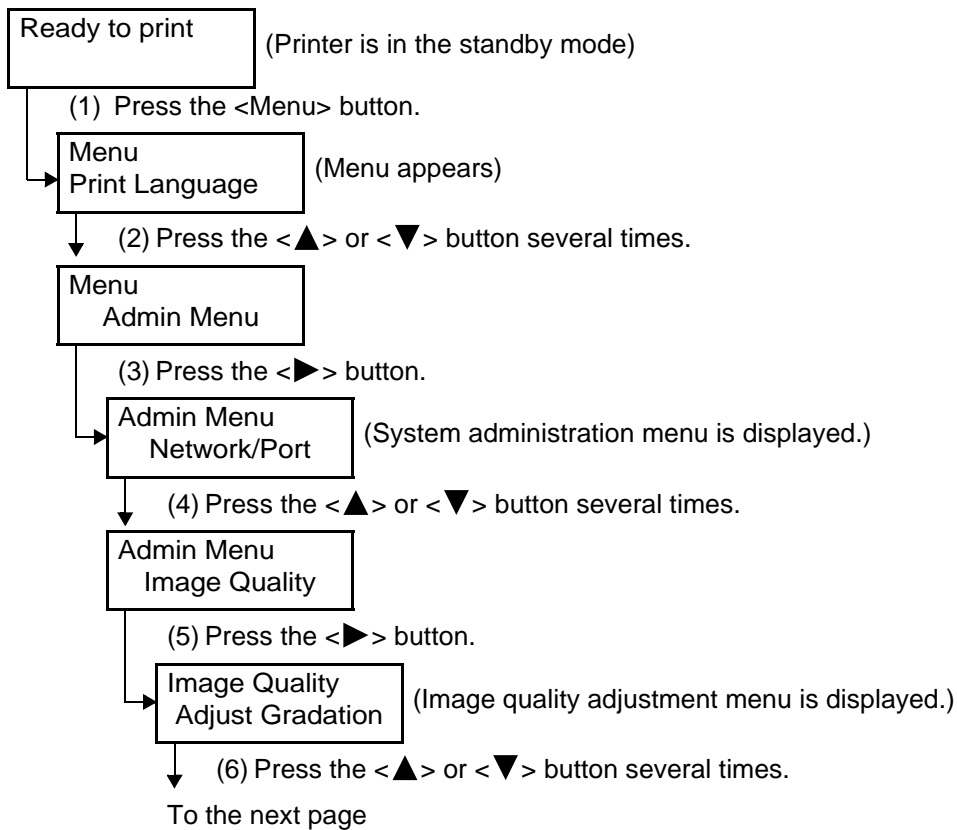 Ready to print
(Printer is in the standby mode)
(1) Press the <Menu> button.
Menu
Print Language
(Menu appears)
(2) Press the <▲> or <▼> button several times.
Menu
Admin Menu
(3) Press the <▶> button.
Admin Menu
Network/Port
(System administration menu is displayed.)
(4) Press the <▲> or <▼> button several times.
Admin Menu
Image Quality
(5) Press the <▶> button.
Image Quality
Adjust Gradation
(Image quality adjustment menu is displayed.)
(6) Press the <▲> or <▼> button several times.
To the next page